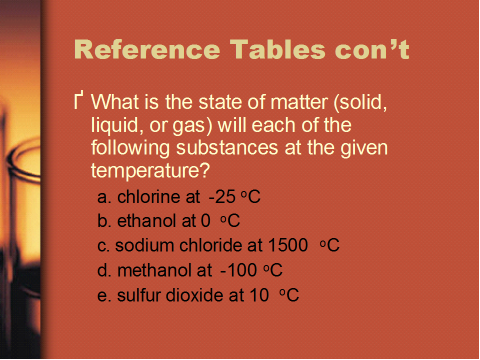 Reference Tables con’t
Ґ What is the state of matter (solid,
liquid, or gas) will each of the
following substances at the given
temperature?
a. chlorine at -25 ºC
b. ethanol at 0 ºC
c. sodium chloride at 1500 ºC
d. methanol at -100 ºC
e. sulfur dioxide at 10 ºC